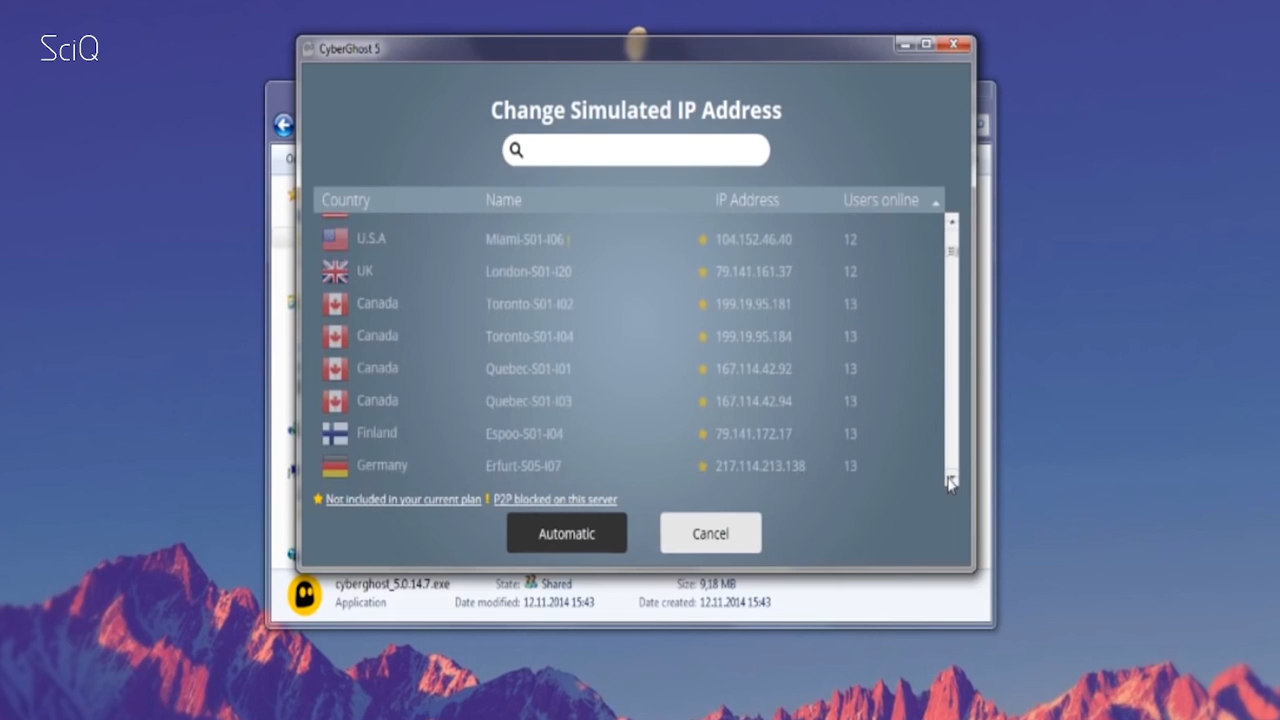 SciQ
CyberGhost 5
Change Simulated IP Address
Country Name IP Address Users online
U.S.A Miami-S01-I06 ! 104.152.46.40 12
UK London-S01-I20 79.141.161.37 12
Canada Toronto-S01-I02 199.19.95.181 13
Canada Toronto-S01-I04 199.19.95.184 13
Canada Quebec-S01-I01 167.114.42.92 13
Canada Quebec-S01-I03 167.114.42.94 13
Finland Espoo-S01-I04 79.141.172.17 13
Germany Erfurt-S05-I07 217.114.213.138 13
Not included in your current plan ! P2P blocked on this server
Automatic Cancel
cyberghost_5.0.14.7.exe State: Shared Size: 9,18 MB
Application Date modified: 12.11.2014 15:43 Date created: 12.11.2014 15:43